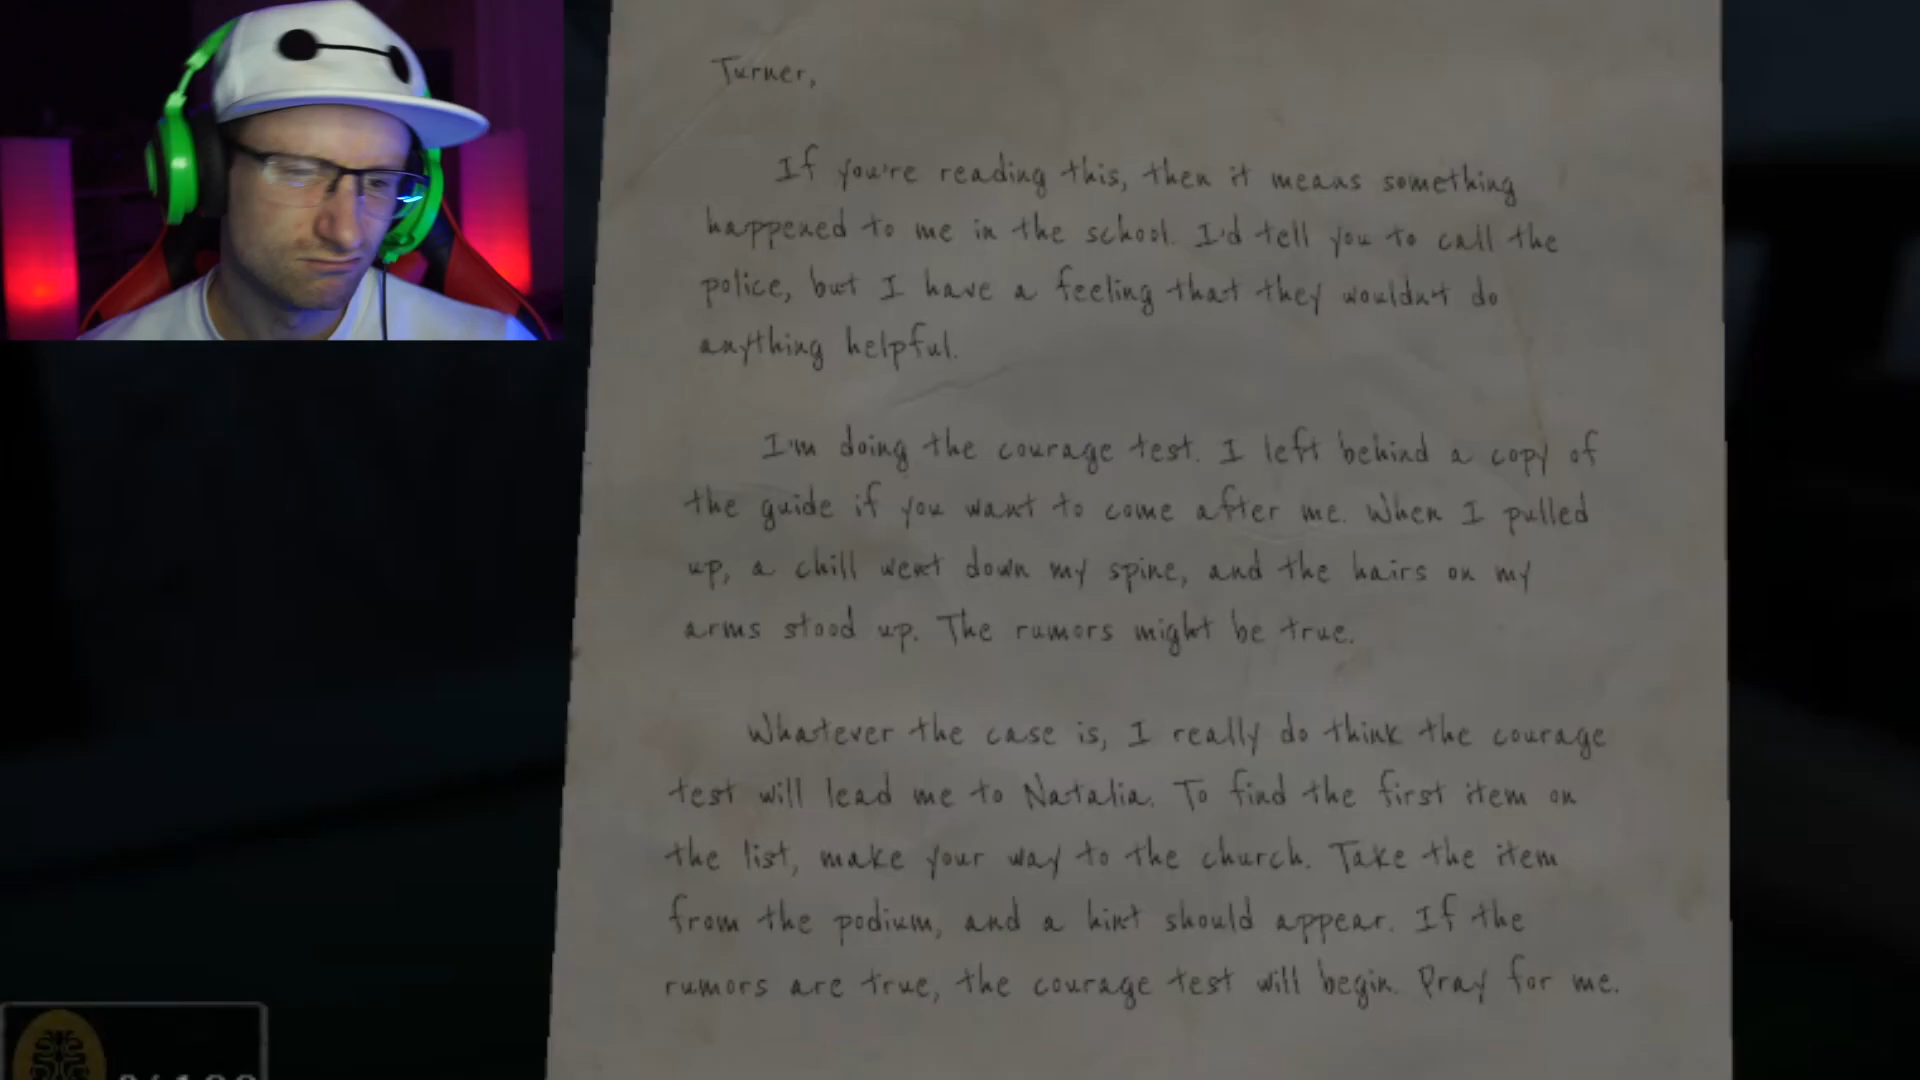 Turner,
If you're reading this, then it means something
happened to me in the school. I'd tell you to call the
police, but I have a feeling that they wouldn't do
anything helpful.
I'm doing the courage test. I left behind a copy of
the guide if you want to come after me. When I pulled
up, a chill went down my spine, and the hairs on my
arms stood up. The rumors might be true.
Whatever the case is, I really do think the courage
test will lead me to Natalia. To find the first item on
the list, make your way to the church. Take the item
from the podium, and a hint should appear. If the
rumors are true, the courage test will begin. Pray for me.